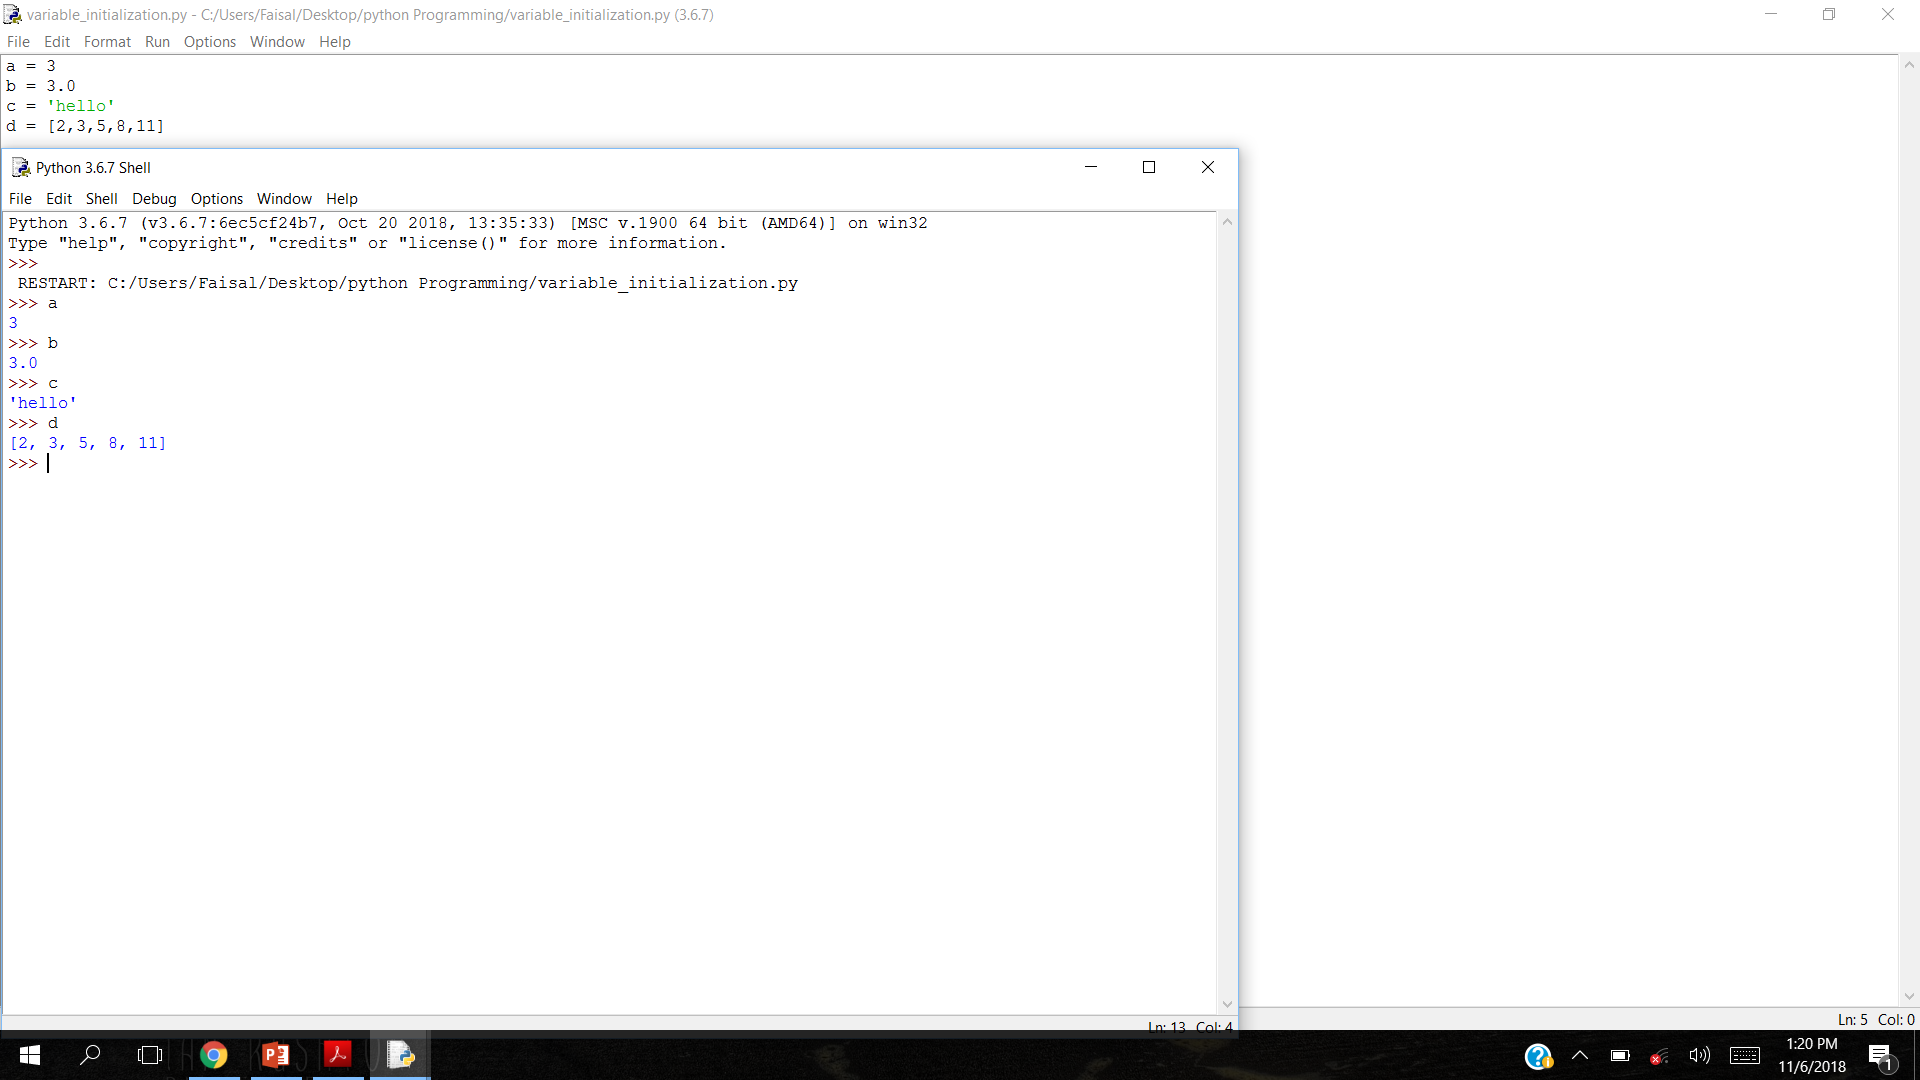 variable_initialization.py - C:/Users/Faisal/Desktop/python Programming/variable_initialization.py (3.6.7)
File Edit Format Run Options Window Help
a = 3
b = 3.0
c = 'hello'
d = [2,3,5,8,11]
Python 3.6.7 Shell
File Edit Shell Debug Options Window Help
Python 3.6.7 (v3.6.7:6ec5cf24b7, Oct 20 2018, 13:35:33) [MSC v.1900 64 bit (AMD64)] on win32
Type "help", "copyright", "credits" or "license()" for more information.
>>>
RESTART: C:/Users/Faisal/Desktop/python Programming/variable_initialization.py
>>> a
3
>>> b
3.0
>>> c
'hello'
>>> d
[2, 3, 5, 8, 11]
>>>
Ln: 13 Col: 4
Ln: 5 Col: 0
1:20 PM
11/6/2018
1